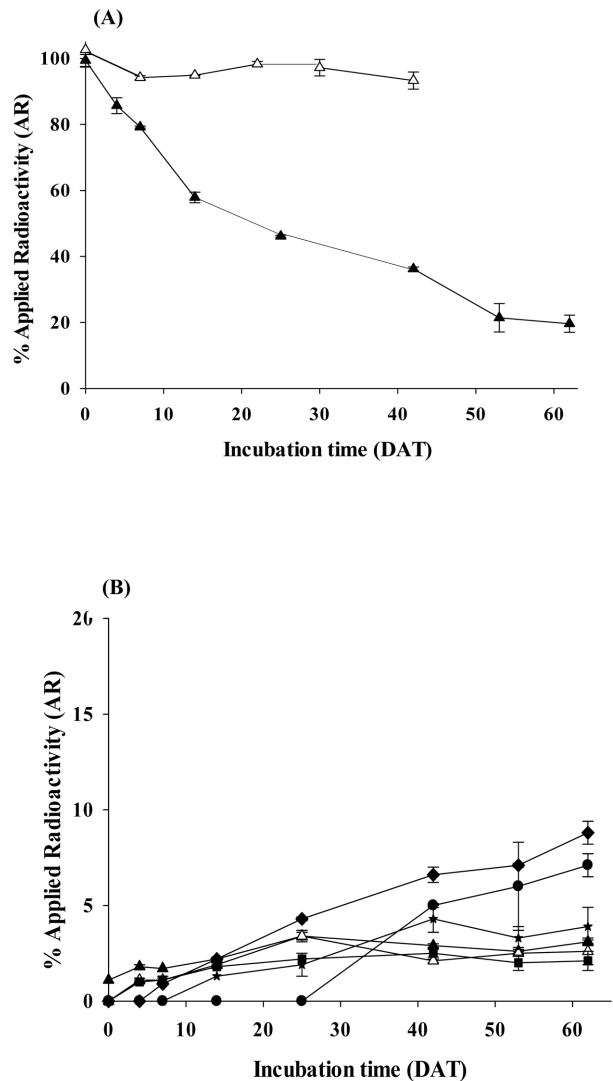 (A)
100
80
60
40
20
0
% Applied Radioactivity (AR)
0 10 20 30 40 50 60
Incubation time (DAT)
(B)
26
15
10
5
0
% Applied Radioactivity (AR)
0 10 20 30 40 50 60
Incubation time (DAT)